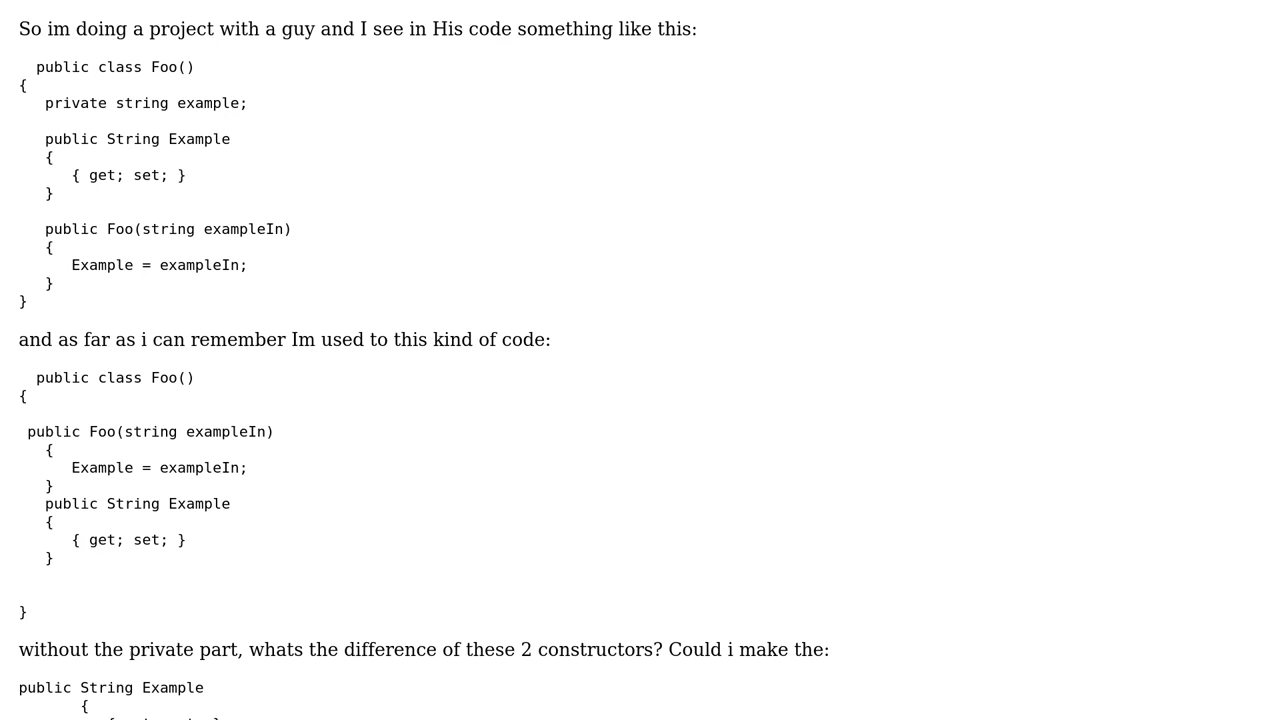 So im doing a project with a guy and I see in His code something like this:
public class Foo()
{
private string example;
public String Example
{
{ get; set; }
}
public Foo(string exampleIn)
{
Example = exampleIn;
}
}
and as far as i can remember Im used to this kind of code:
public class Foo()
{
public Foo(string exampleIn)
{
Example = exampleIn;
}
public String Example
{
{ get; set; }
}
}
without the private part, whats the difference of these 2 constructors? Could i make the:
public String Example
{